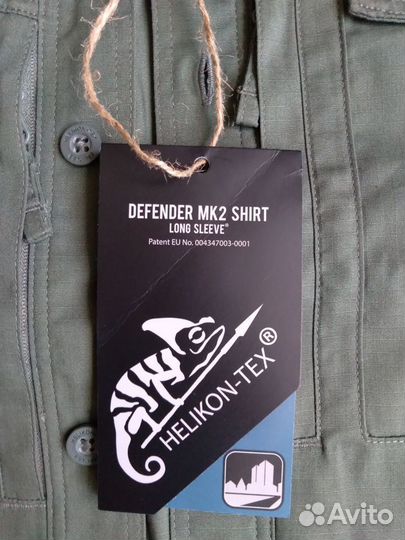 DEFENDER MK2 SHIRT
LONG SLEEVE®
Patent EU No. 004347003-0001
HELIKON-TEX®
Avito